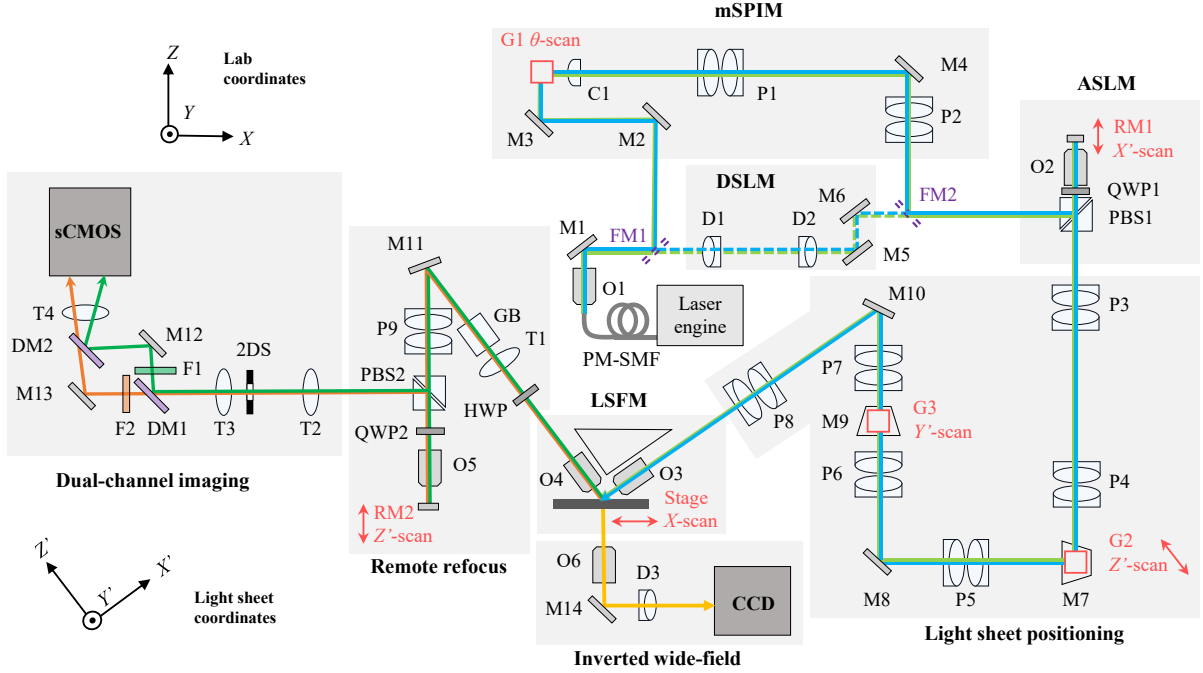 mSPIM
G1 θ-scan
C1
P1
M4
M3
M2
P2
Z
Lab
coordinates
Y
X
ASLM
RM1
X’-scan
O2
QWP1
PBS1
DSLM
M6
FM2
D1
D2
M5
M1
FM1
O1
Laser
engine
PM-SMF
sCMOS
T4
DM2
M12
F1
2DS
M13
F2
DM1
T3
T2
Dual-channel imaging
M11
P9
GB
T1
PBS2
HWP
QWP2
O5
RM2
Z’-scan
Remote refocus
LSFM
O4
O3
Stage
X-scan
O6
D3
M14
CCD
Inverted wide-field
P8
M10
P7
M9
G3
Y’-scan
P6
P3
P4
G2
Z’-scan
M8
P5
M7
Light sheet positioning
Z'
X'
Y'
Light sheet
coordinates